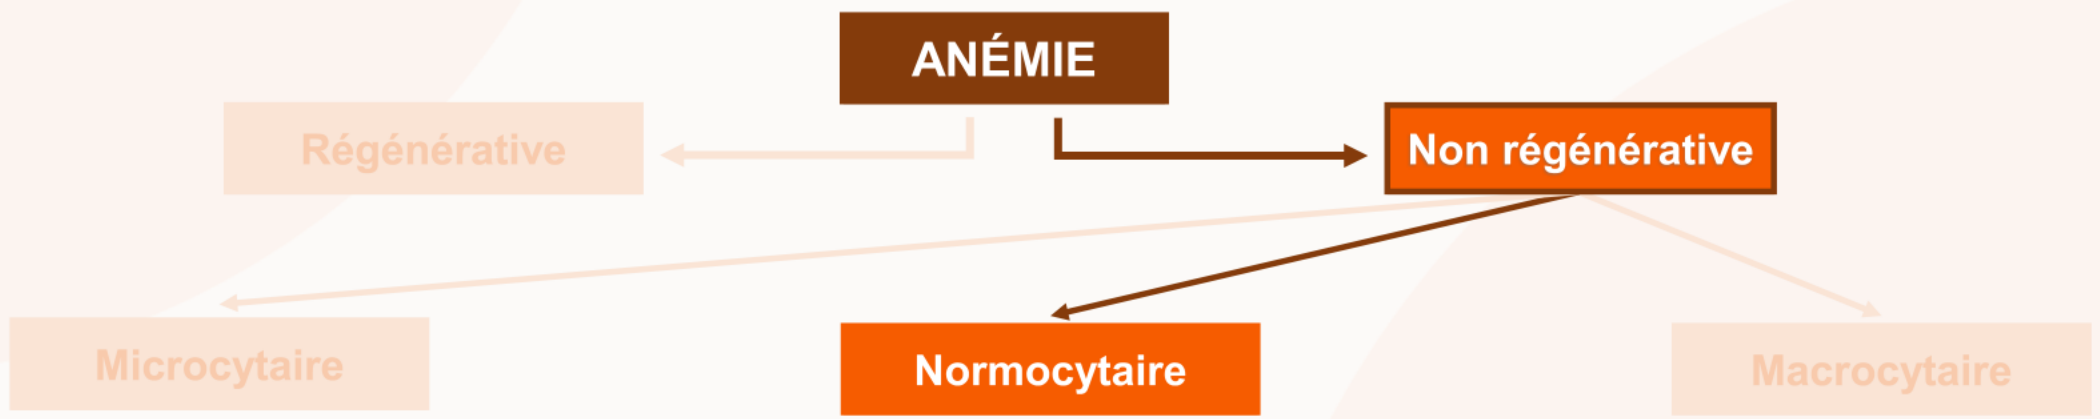 ANÉMIE
Régénérative
Non régénérative
Microcytaire
Normocytaire
Macrocytaire